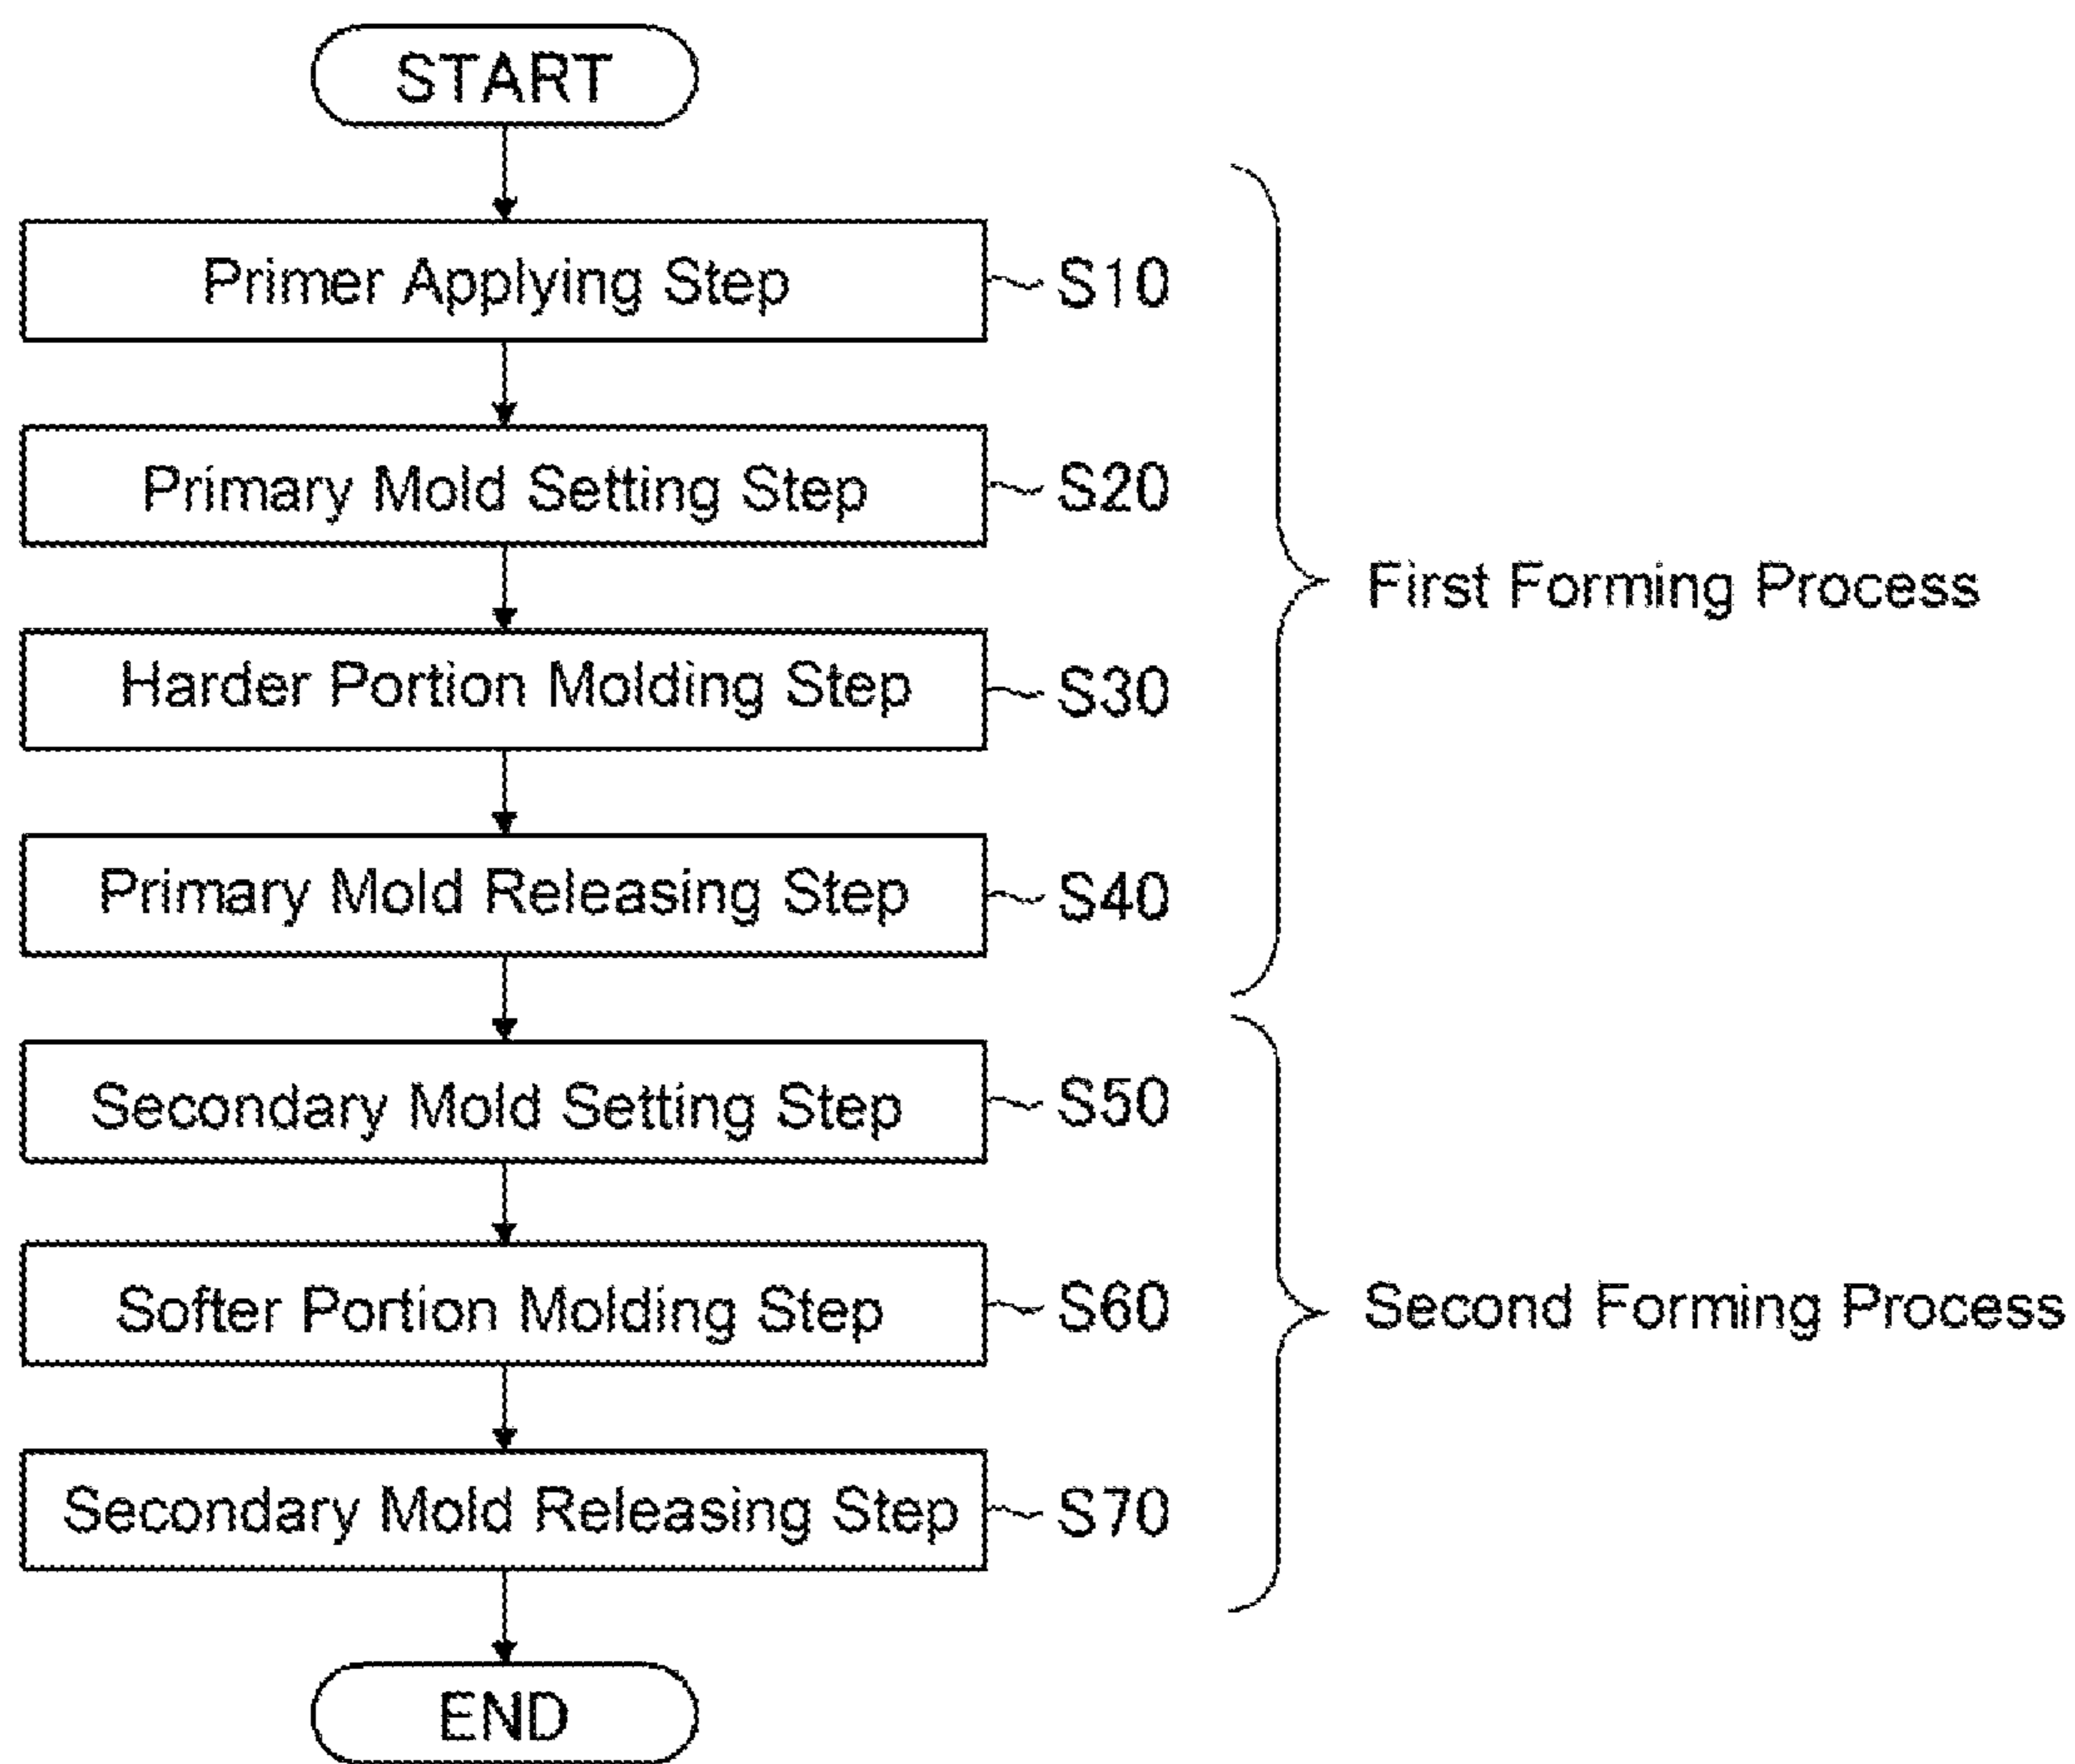 START
Primer Applying Step
S10
Primary Mold Setting Step
S20
Harder Portion Molding Step
S30
Primary Mold Releasing Step
S40
First Forming Process
Secondary Mold Setting Step
S50
Softer Portion Molding Step
S60
Secondary Mold Releasing Step
S70
Second Forming Process
END